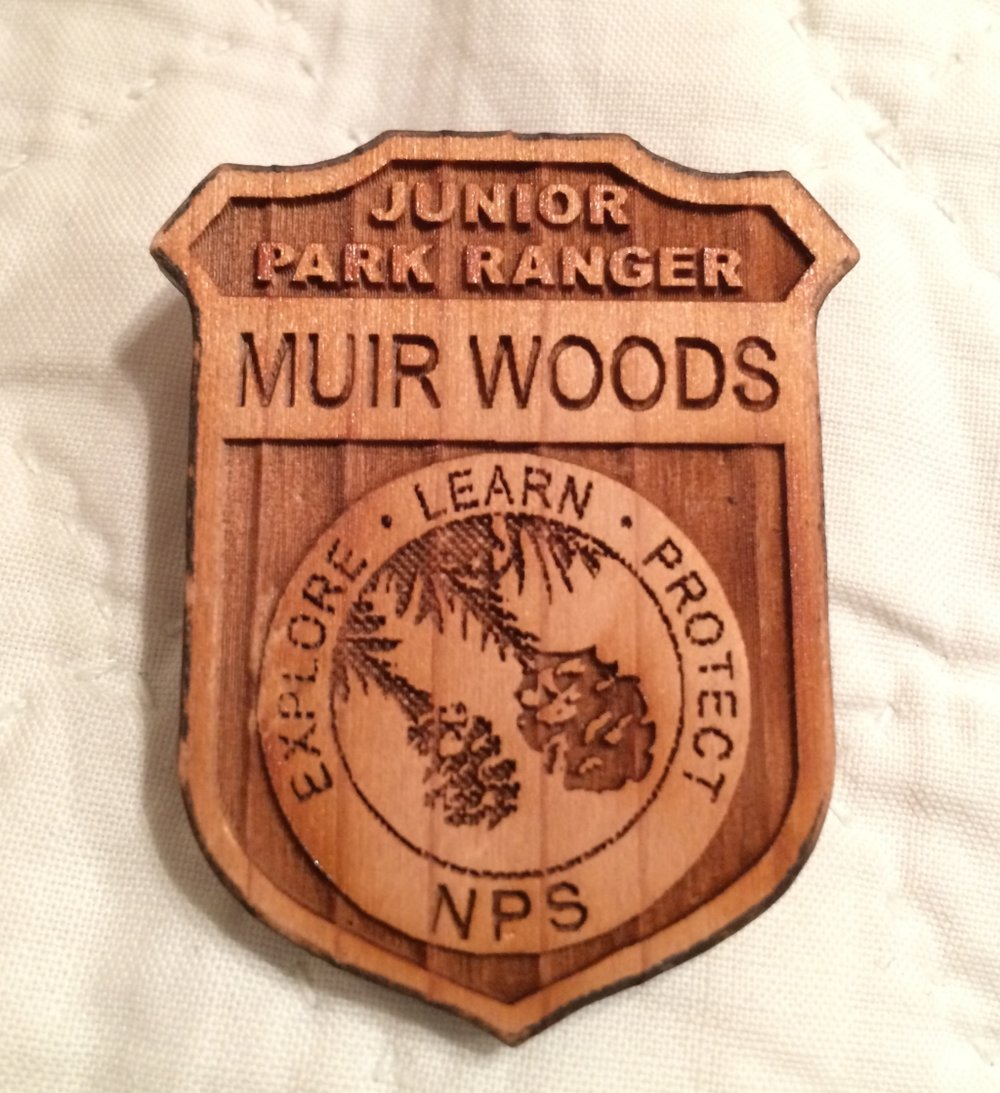 JUNIOR
PARK RANGER
MUIR WOODS
EXPLORE · LEARN · PROTECT
NPS